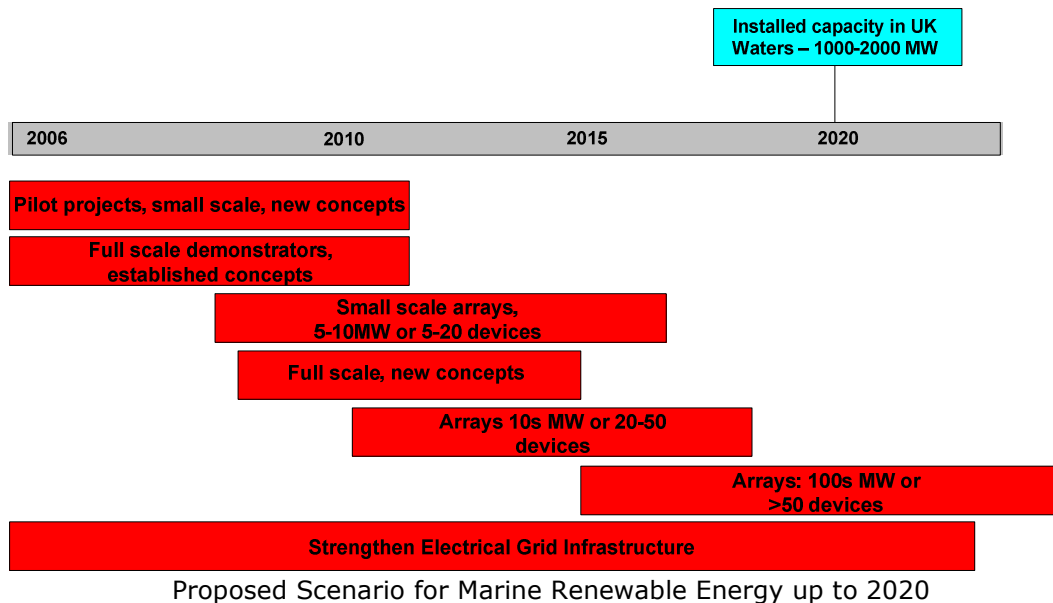 Installed capacity in UK
Waters – 1000-2000 MW
2006 2010 2015 2020
Pilot projects, small scale, new concepts
Full scale demonstrators,
established concepts
Small scale arrays,
5-10MW or 5-20 devices
Full scale, new concepts
Arrays 10s MW or 20-50
devices
Arrays: 100s MW or
>50 devices
Strengthen Electrical Grid Infrastructure
Proposed Scenario for Marine Renewable Energy up to 2020